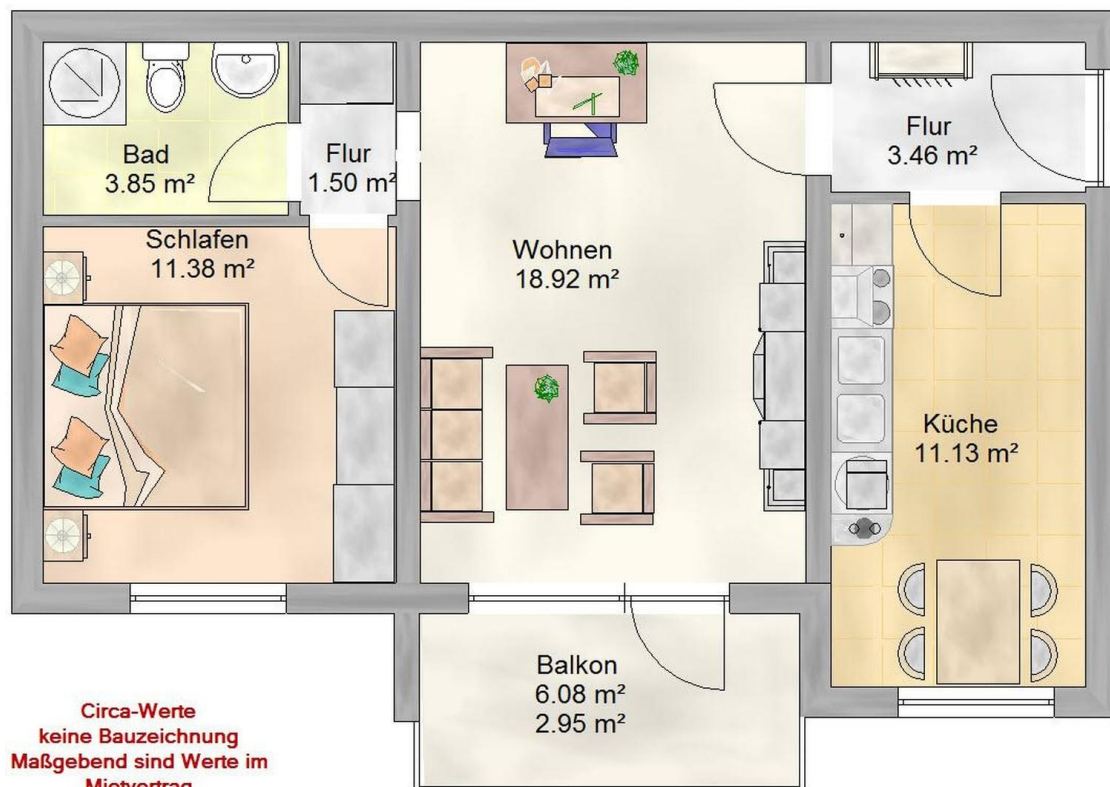 Bad
3.85 m²
Flur
1.50 m²
Flur
3.46 m²
Schlafen
11.38 m²
Wohnen
18.92 m²
Küche
11.13 m²
Balkon
6.08 m²
2.95 m²
Circa-Werte
keine Bauzeichnung
Maßgebend sind Werte im
Mietvertrag